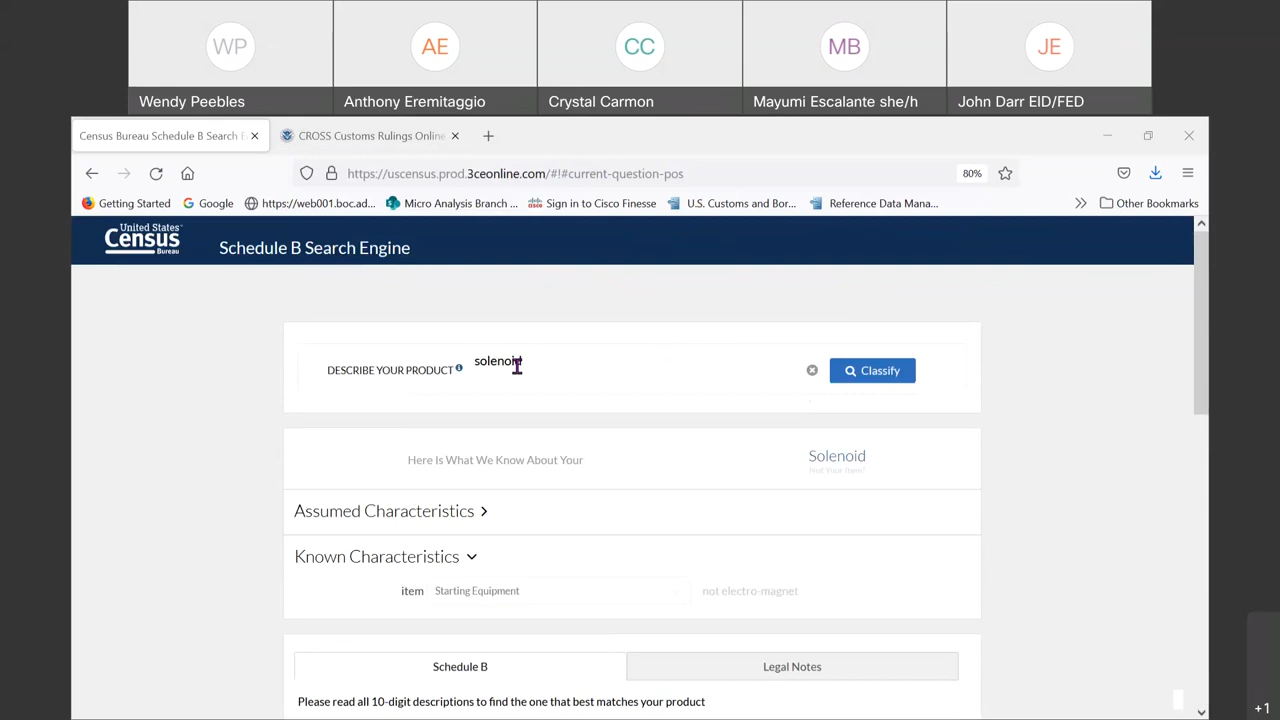 WP
AE
CC
MB
JE
Wendy Peebles
Anthony Eremitaggio
Crystal Carmon
Mayumi Escalante she/h
John Darr EID/FED
Census Bureau Schedule B Search E
CROSS Customs Rulings Online
https://uscensus.prod.3ceonline.com/#!#current-question-pos
80%
Getting Started
Google
https://web001.boc.ad...
Micro Analysis Branch ...
Sign in to Cisco Finesse
U.S. Customs and Bor...
Reference Data Mana...
Other Bookmarks
United States
Census
Bureau
Schedule B Search Engine
DESCRIBE YOUR PRODUCT
solenoid
Classify
Here Is What We Know About Your
Solenoid
Not Your Item?
Assumed Characteristics
Known Characteristics
item
Starting Equipment
not electro-magnet
Schedule B
Legal Notes
Please read all 10-digit descriptions to find the one that best matches your product
+1